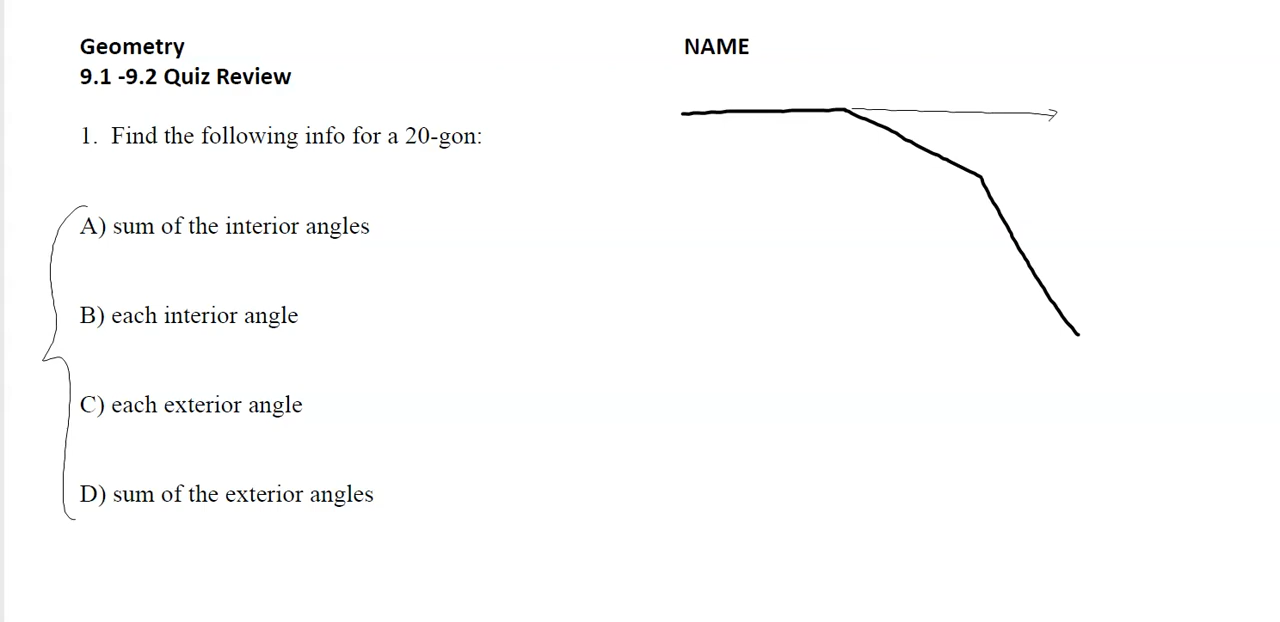 Geometry
NAME
9.1 -9.2 Quiz Review
1. Find the following info for a 20-gon:
A) sum of the interior angles
B) each interior angle
C) each exterior angle
D) sum of the exterior angles